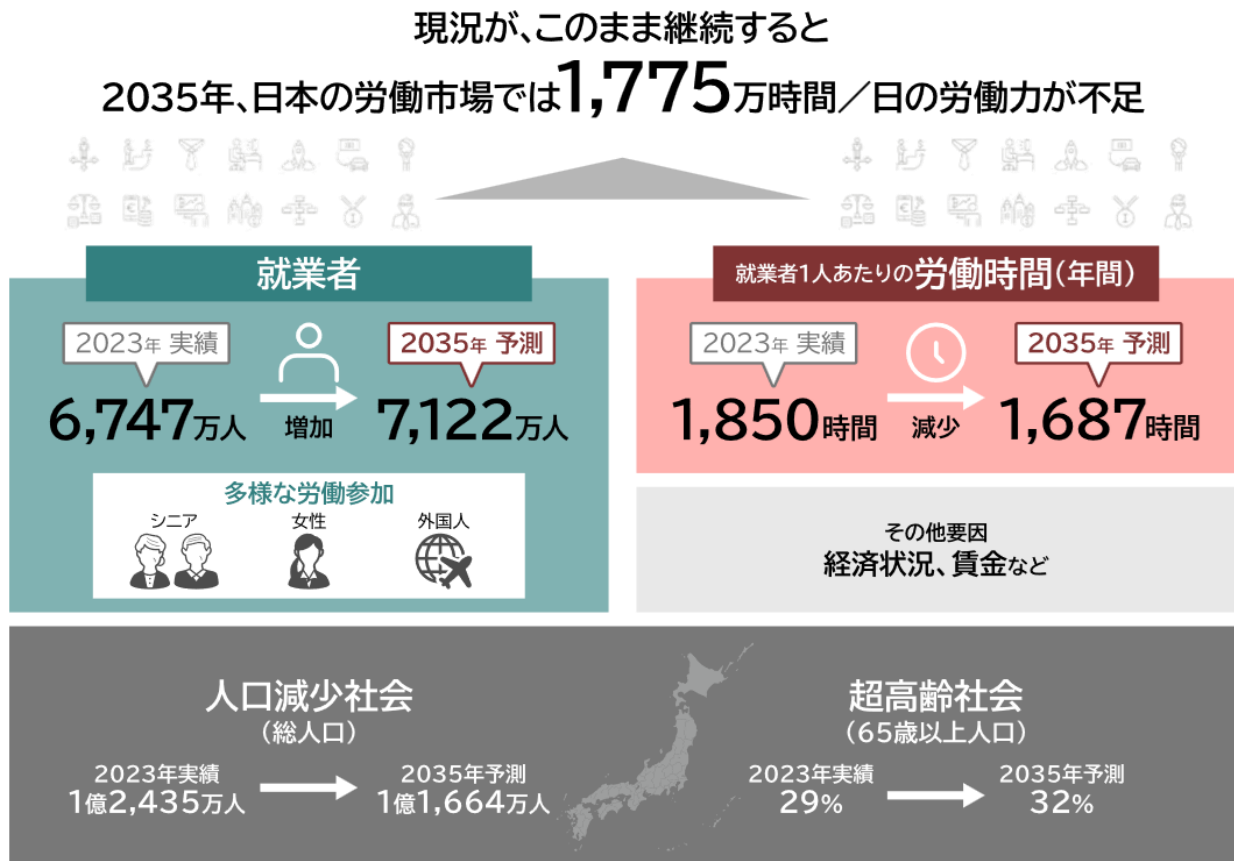 現況が、このまま継続すると
2035年、日本の労働市場では1,775万時間／日の労働力が不足
就業者
2023年 実績
2035年 予測
6,747万人
増加
7,122万人
多様な労働参加
シニア
女性
外国人
就業者1人あたりの労働時間（年間）
2023年 実績
2035年 予測
1,850時間
減少
1,687時間
その他要因
経済状況、賃金など
人口減少社会
（総人口）
2023年実績
1億2,435万人
2035年予測
1億1,664万人
超高齢社会
（65歳以上人口）
2023年実績
29%
2035年予測
32%